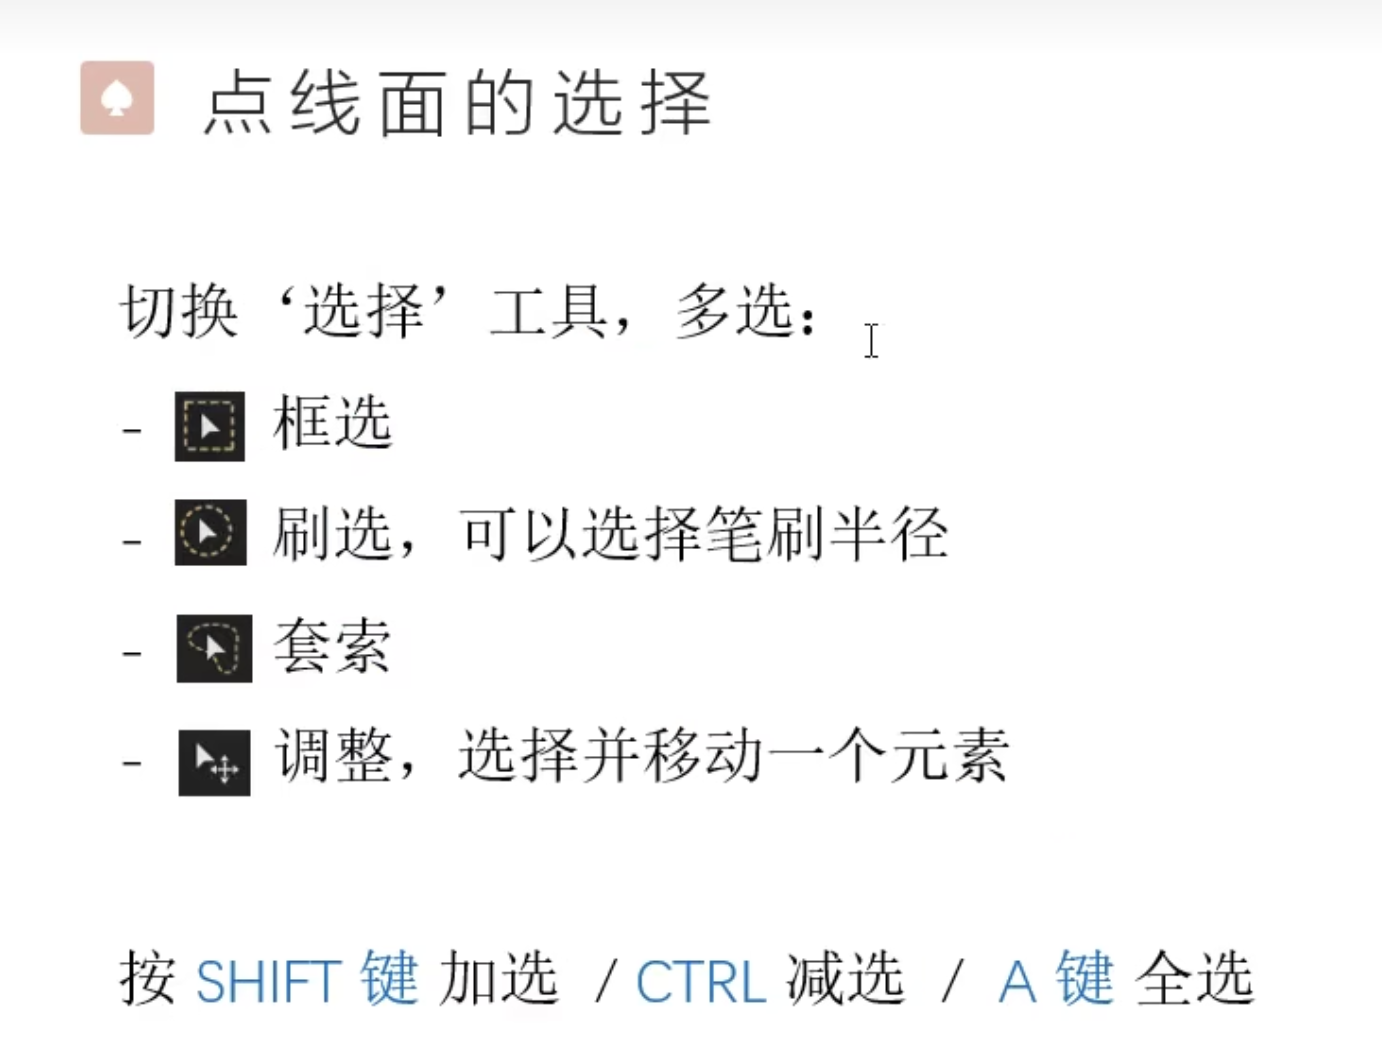 点线面的选择
切换‘选择’工具，多选：
- 框选
- 刷选，可以选择笔刷半径
- 套索
- 调整，选择并移动一个元素
按 SHIFT 键 加选 / CTRL 减选 / A 键 全选